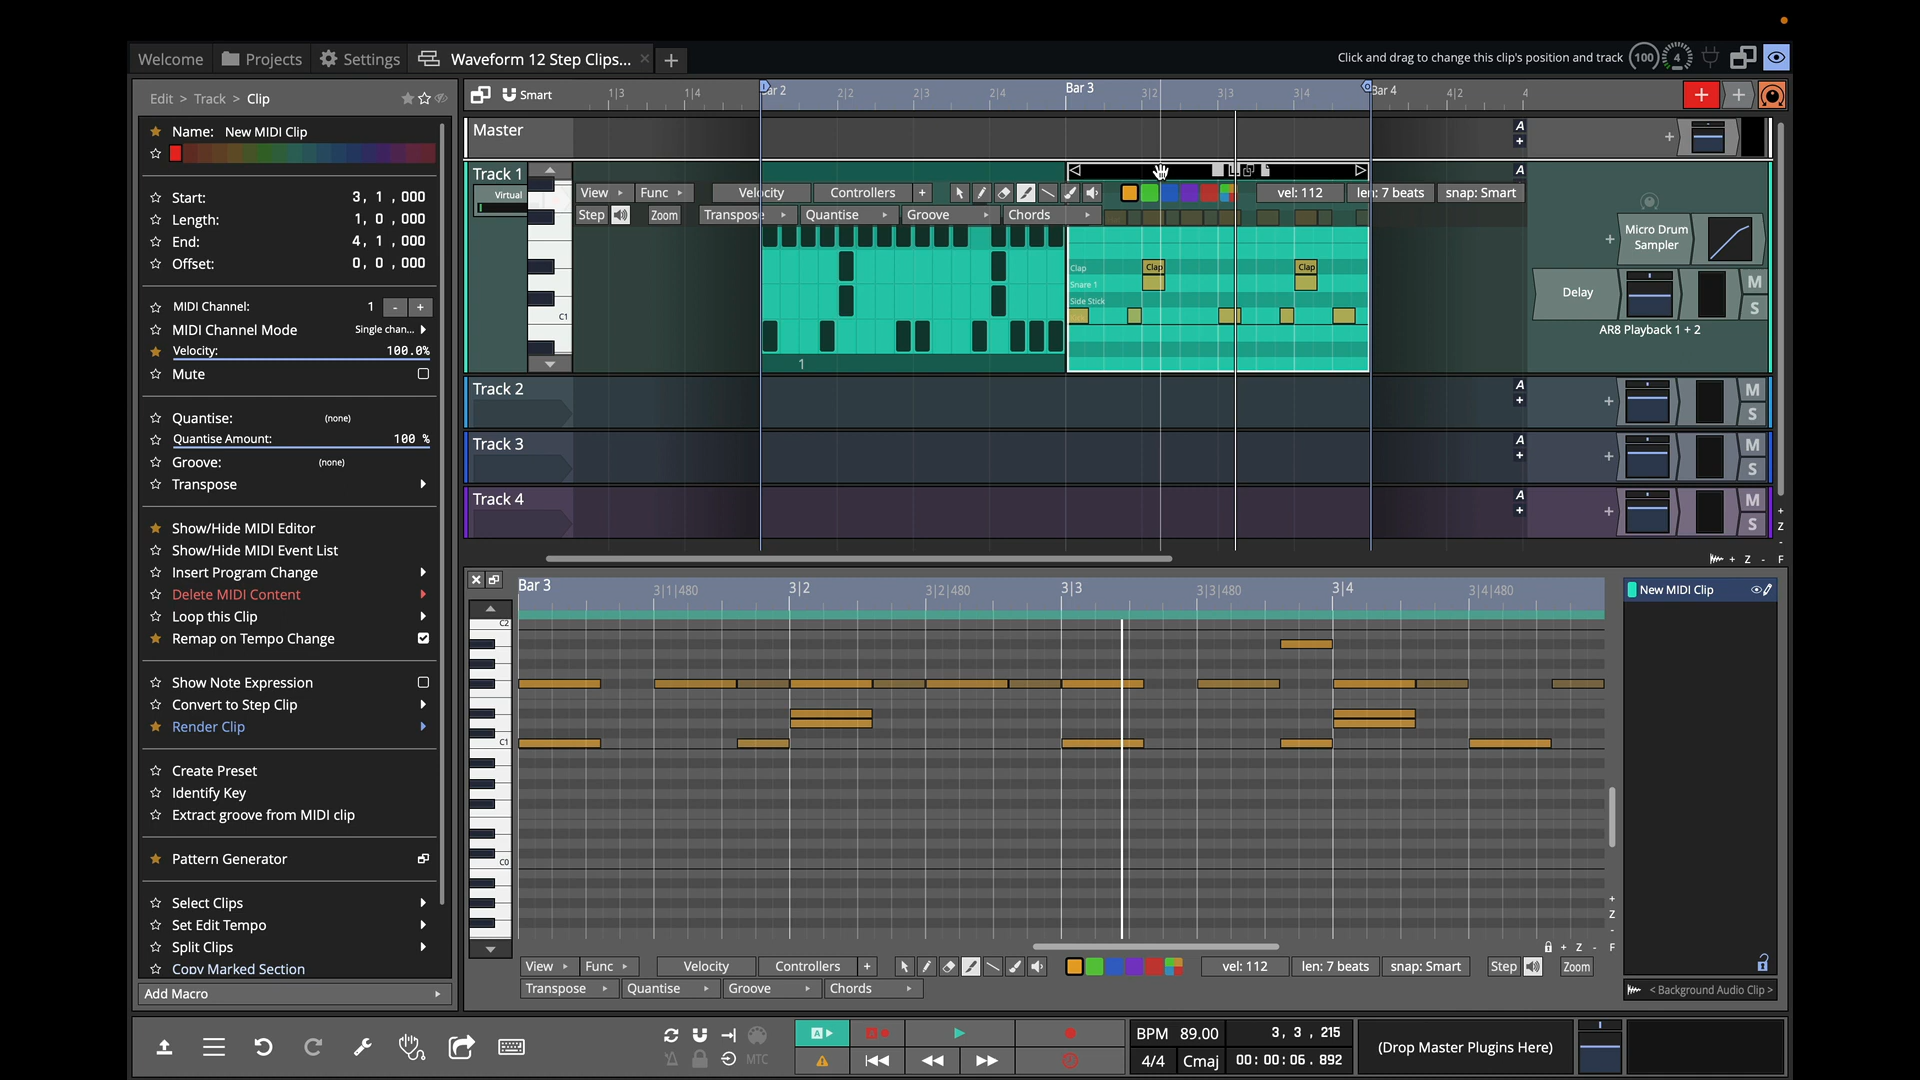 Welcome
Projects
Settings
Waveform 12 Step Clips...
Click and drag to change this clip's position and track
100
4
Edit > Track > Clip
Smart
1|3
1|4
Bar 2
2|2
2|3
2|4
Bar 3
3|2
3|3
3|4
Bar 4
4|2
4
Name: New MIDI Clip
Start: 3, 1, 000
Length: 1, 0, 000
End: 4, 1, 000
Offset: 0, 0, 000
MIDI Channel: 1 - +
MIDI Channel Mode Single chan...
Velocity: 100.0%
Mute
Quantise: (none)
Quantise Amount: 100 %
Groove: (none)
Transpose
Show/Hide MIDI Editor
Show/Hide MIDI Event List
Insert Program Change
Delete MIDI Content
Loop this Clip
Remap on Tempo Change
Show Note Expression
Convert to Step Clip
Render Clip
Create Preset
Identify Key
Extract groove from MIDI clip
Pattern Generator
Select Clips
Set Edit Tempo
Split Clips
Copy Marked Section
Add Macro
Master
A
Track 1
Virtual
A
View
Func
Velocity
Controllers
+
vel: 112
len: 7 beats
snap: Smart
Step
Zoom
Transpose
Quantise
Groove
Chords
C1
1
Clap
Snare 1
Side Stick
Clap
Clap
Micro Drum Sampler
Delay
M
S
AR8 Playback 1 + 2
Track 2
A
M
S
Track 3
A
M
S
Track 4
A
M
S
+ Z - F
Bar 3
3|1|480
3|2
3|2|480
3|3
3|3|480
3|4
3|4|480
C2
C1
C0
New MIDI Clip
+ Z - F
View
Func
Velocity
Controllers
+
vel: 112
len: 7 beats
snap: Smart
Step
Zoom
Transpose
Quantise
Groove
Chords
< Background Audio Clip >
MTC
A
A
BPM 89.00
3, 3, 215
4/4
Cmaj
00: 00: 06. 892
(Drop Master Plugins Here)